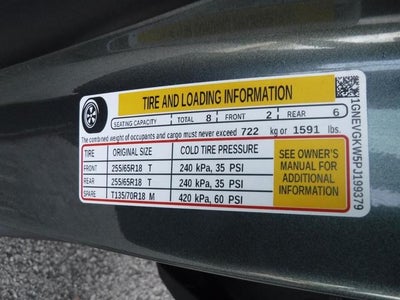 TIRE AND LOADING INFORMATION
SEATING CAPACITY TOTAL 8 FRONT 2 REAR 6
The combined weight of occupants and cargo must never exceed 722 kg or 1591 lbs.
TIRE ORIGINAL SIZE COLD TIRE PRESSURE
FRONT 255/65R18 T 240 kPa, 35 PSI
REAR 255/65R18 T 240 kPa, 35 PSI
SPARE T135/70R18 M 420 kPa, 60 PSI
SEE OWNER'S
MANUAL FOR
ADDITIONAL
INFORMATION
1GNEVGKW5PJ199379